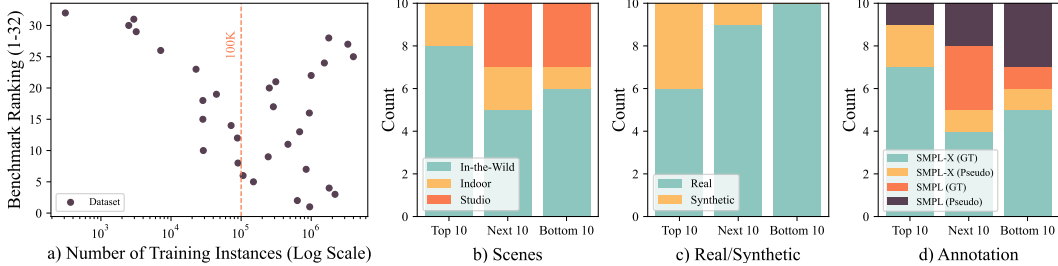 Benchmark Ranking (1-32)
30
25
20
15
10
5
0
100K
Dataset
10³
10⁴
10⁵
10⁶
a) Number of Training Instances (Log Scale)
Count
10
8
6
4
2
0
In-the-Wild
Indoor
Studio
Top 10
Next 10
Bottom 10
b) Scenes
Count
10
8
6
4
2
0
Real
Synthetic
Top 10
Next 10
Bottom 10
c) Real/Synthetic
Count
10
8
6
4
2
0
SMPL-X (GT)
SMPL-X (Pseudo)
SMPL (GT)
SMPL (Pseudo)
Top 10
Next 10
Bottom 10
d) Annotation